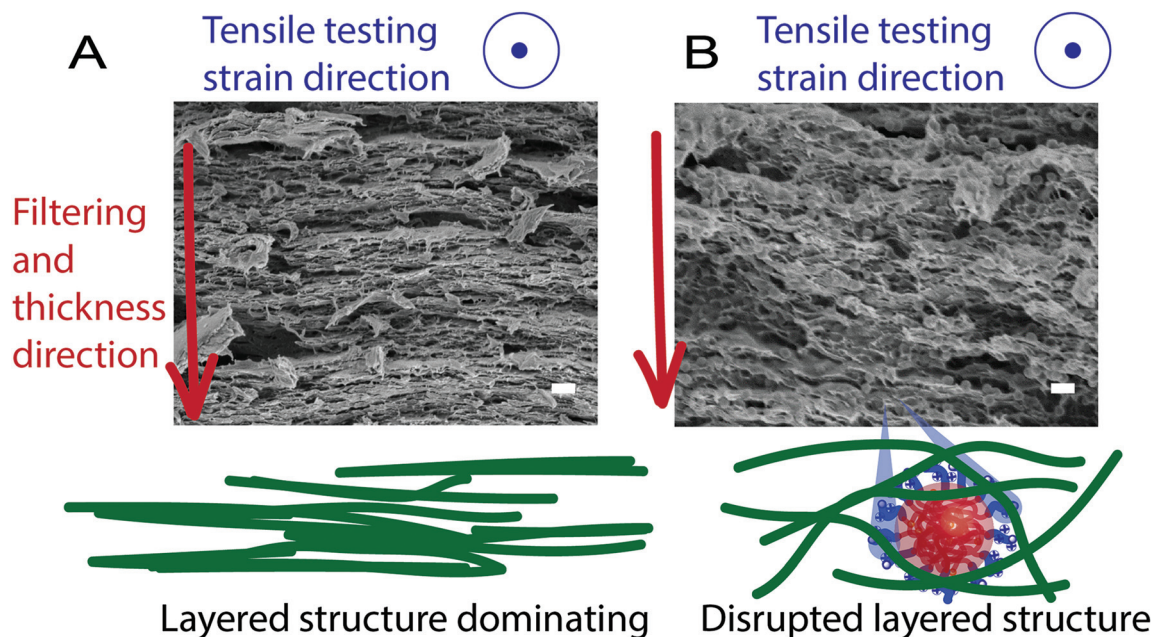 A
Tensile testing
strain direction
B
Tensile testing
strain direction
Filtering
and
thickness
direction
Layered structure dominating
Disrupted layered structure